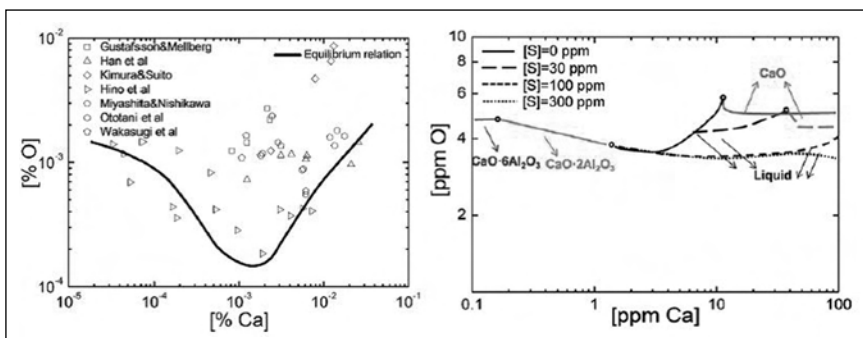 10⁻²
10⁻³
10⁻⁴
[% O]
Gustafsson&Mellberg
Han et al
Kimura&Suito
Hino et al
Miyashita&Nishikawa
Ototani et al
Wakasugi et al
Equilibrium relation
10⁻⁵ 10⁻⁴ 10⁻³ 10⁻² 10⁻¹
[% Ca]
10
8
6
4
2
ppm O]
[S]=0 ppm
[S]=30 ppm
[S]=100 ppm
[S]=300 ppm
CaO
CaO·6Al₂O₃ CaO·2Al₂O₃
Liquid
0.1 1 10 100
[ppm Ca]